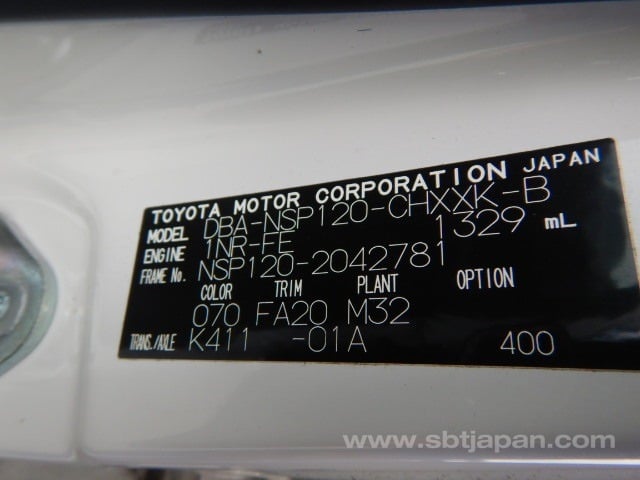 TOYOTA MOTOR CORPORATION JAPAN
MODEL DBA-NSP120-CHXXK-B
ENGINE 1NR-FE 1329 mL
FRAME No. NSP120-2042781
COLOR TRIM PLANT OPTION
070 FA20 M32
TRANS./AXLE K411 -01A 400
www.sbtjapan.com